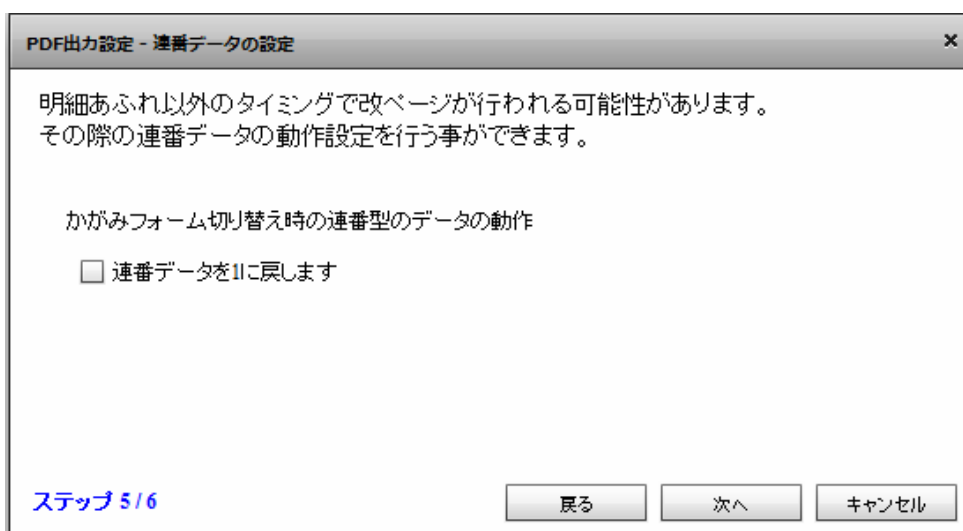 PDF出力設定 - 連番データの設定
×
明細あふれ以外のタイミングで改ページが行われる可能性があります。
その際の連番データの動作設定を行う事ができます。
かがみフォーム切り替え時の連番型のデータの動作
連番データを1に戻します
ステップ 5 / 6
戻る
次へ
キャンセル